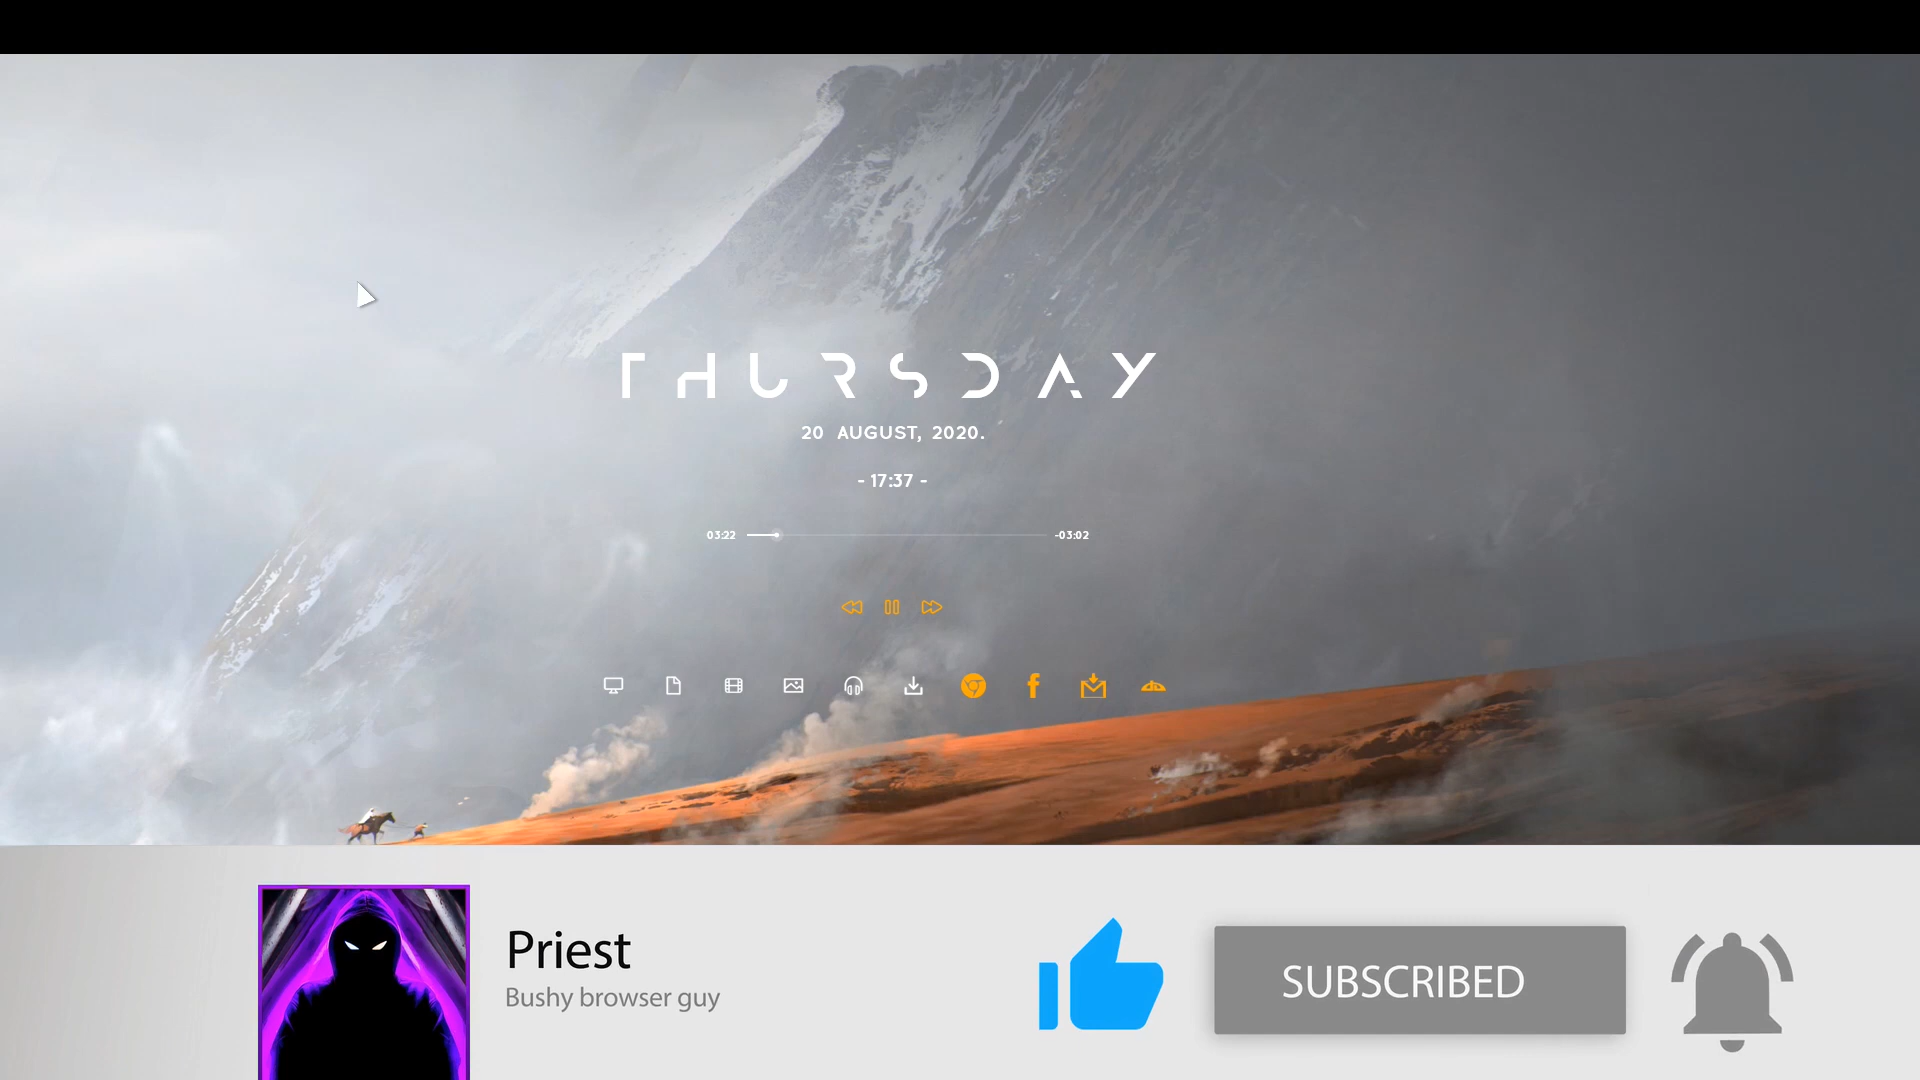 THURSDAY
20 AUGUST, 2020.
- 17:37 -
03:22 -03:02
Priest
Bushy browser guy
SUBSCRIBED